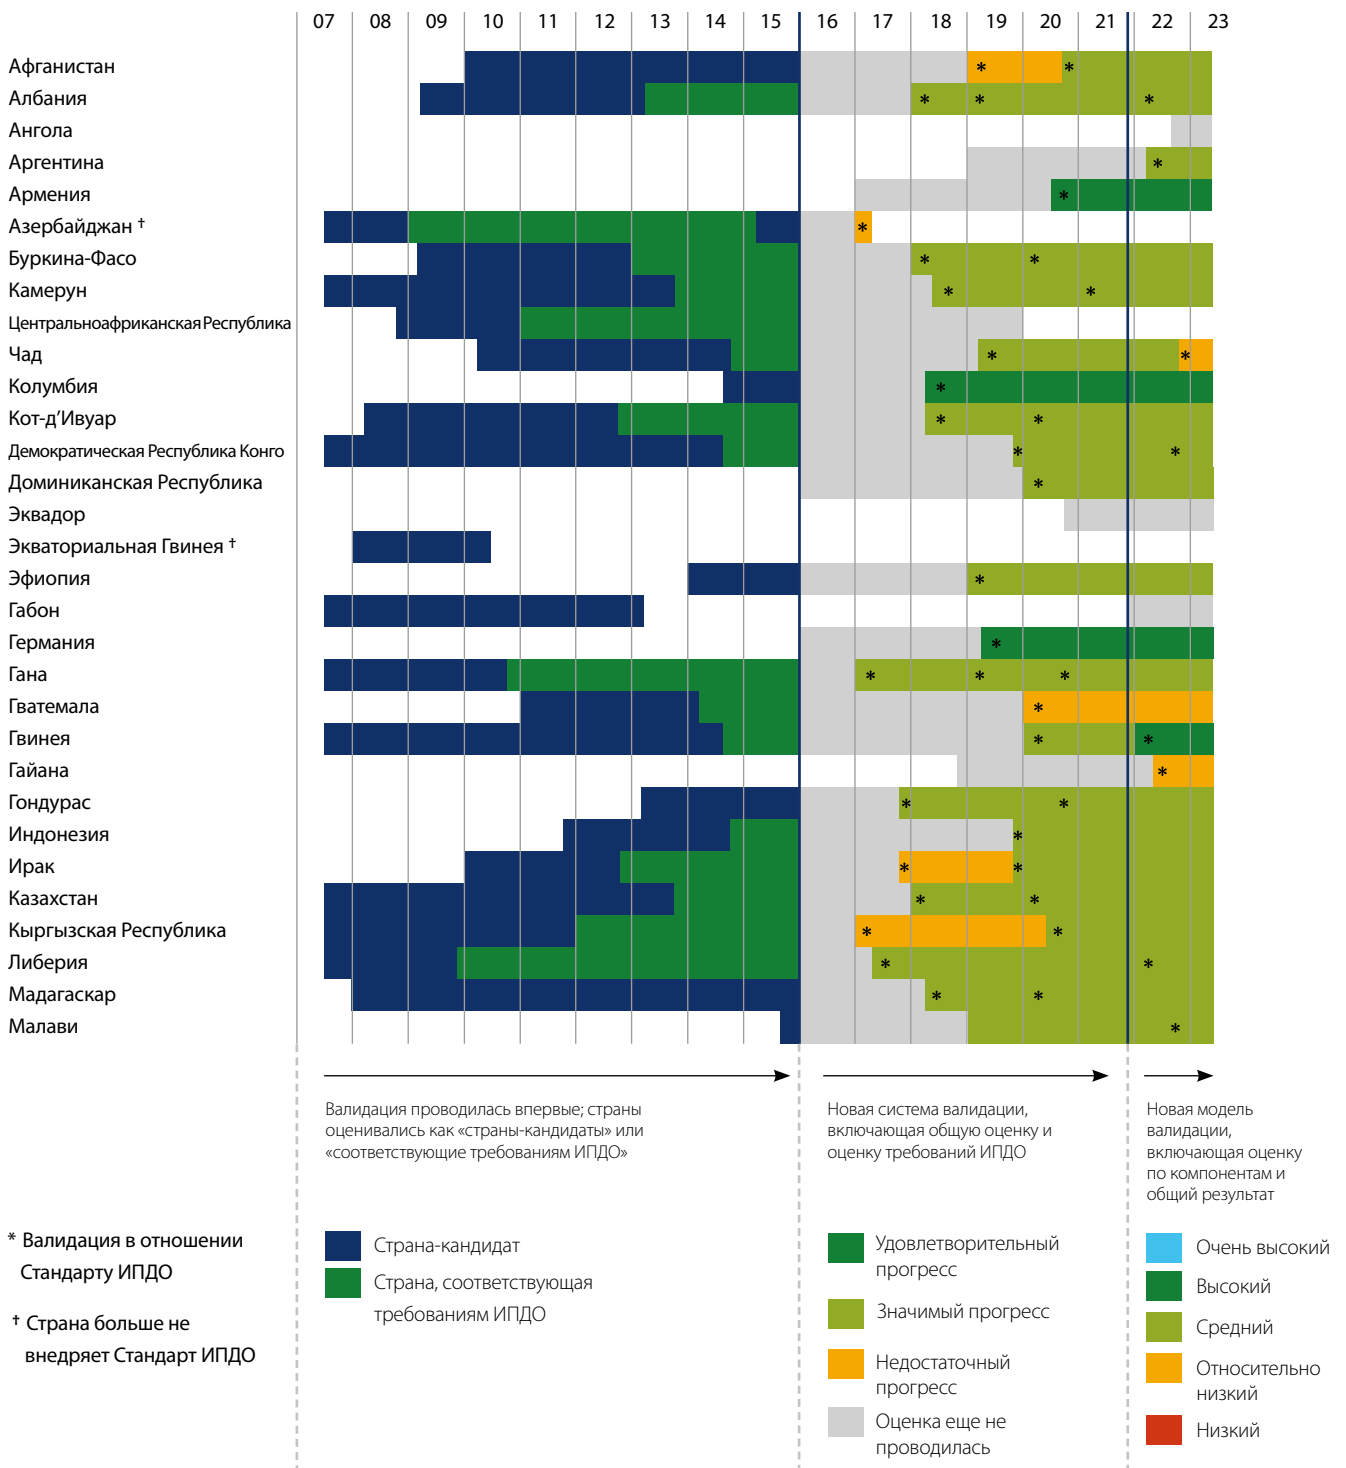 07 08 09 10 11 12 13 14 15 16 17 18 19 20 21 22 23
Афганистан * *
Албания * * *
Ангола
Аргентина *
Армения *
Азербайджан † *
Буркина-Фасо * *
Камерун * *
Центральноафриканская Республика
Чад * *
Колумбия *
Кот-д'Ивуар * *
Демократическая Республика Конго * *
Доминиканская Республика *
Эквадор
Экваториальная Гвинея †
Эфиопия *
Габон
Германия *
Гана * * *
Гватемала *
Гвинея * *
Гайана *
Гондурас * *
Индонезия *
Ирак * *
Казахстан * *
Кыргызская Республика * *
Либерия * *
Мадагаскар * *
Малави *
Валидация проводилась впервые; страны
оценивались как «страны-кандидаты» или
«соответствующие требованиям ИПДО»
Новая система валидации,
включающая общую оценку и
оценку требований ИПДО
Новая модель
валидации,
включающая оценку
по компонентам и
общий результат
* Валидация в отношении
Стандарту ИПДО
† Страна больше не
внедряет Стандарт ИПДО
Страна-кандидат
Страна, соответствующая
требованиям ИПДО
Удовлетворительный
прогресс
Значимый прогресс
Недостаточный
прогресс
Оценка еще не
проводилась
Очень высокий
Высокий
Средний
Относительно
низкий
Низкий